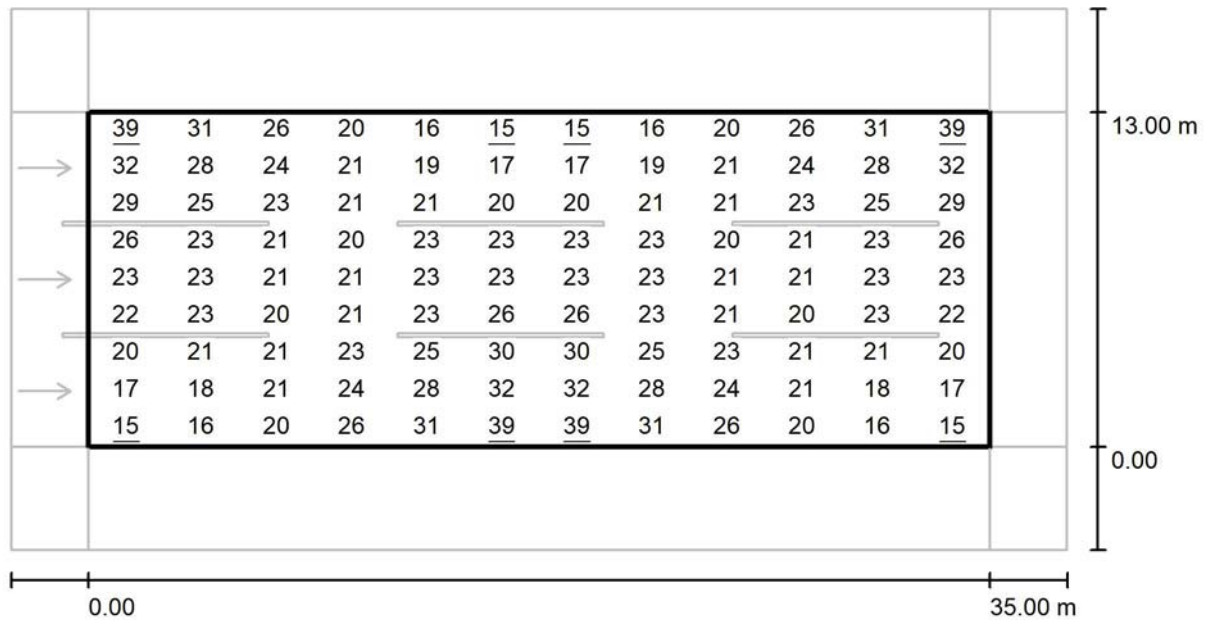 39 31 26 20 16 15 15 16 20 26 31 39
13.00 m
32 28 24 21 19 17 17 19 21 24 28 32
29 25 23 21 21 20 20 21 21 23 25 29
26 23 21 20 23 23 23 23 20 21 23 26
23 23 21 21 23 23 23 23 21 21 23 23
22 23 20 21 23 26 26 23 21 20 23 22
20 21 21 23 25 30 30 25 23 21 21 20
17 18 21 24 28 32 32 28 24 21 18 17
15 16 20 26 31 39 39 31 26 20 16 15
0.00
0.00 35.00 m